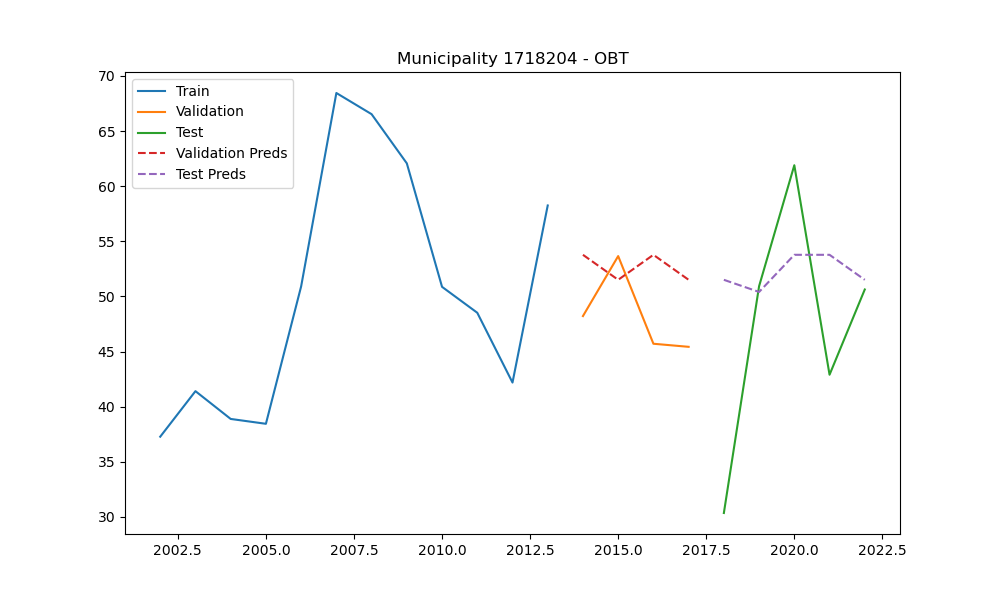 Municipality 1718204 - OBT
Train
Validation
Test
Validation Preds
Test Preds
70
65
60
55
50
45
40
35
30
2002.5 2005.0 2007.5 2010.0 2012.5 2015.0 2017.5 2020.0 2022.5